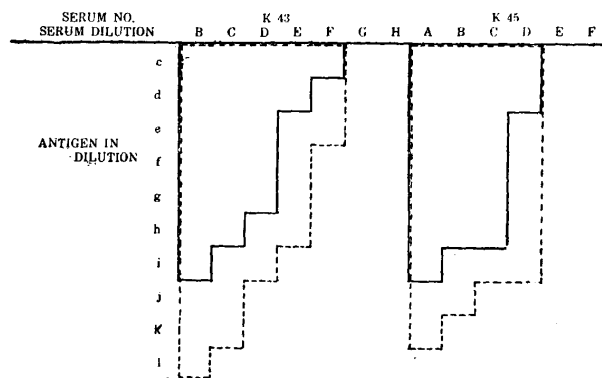 SERUM NO. K 43 K 45
SERUM DILUTION B C D E F G H A B C D E F
c
d
e
ANTIGEN IN
DILUTION
f
g
h
i
j
K
l